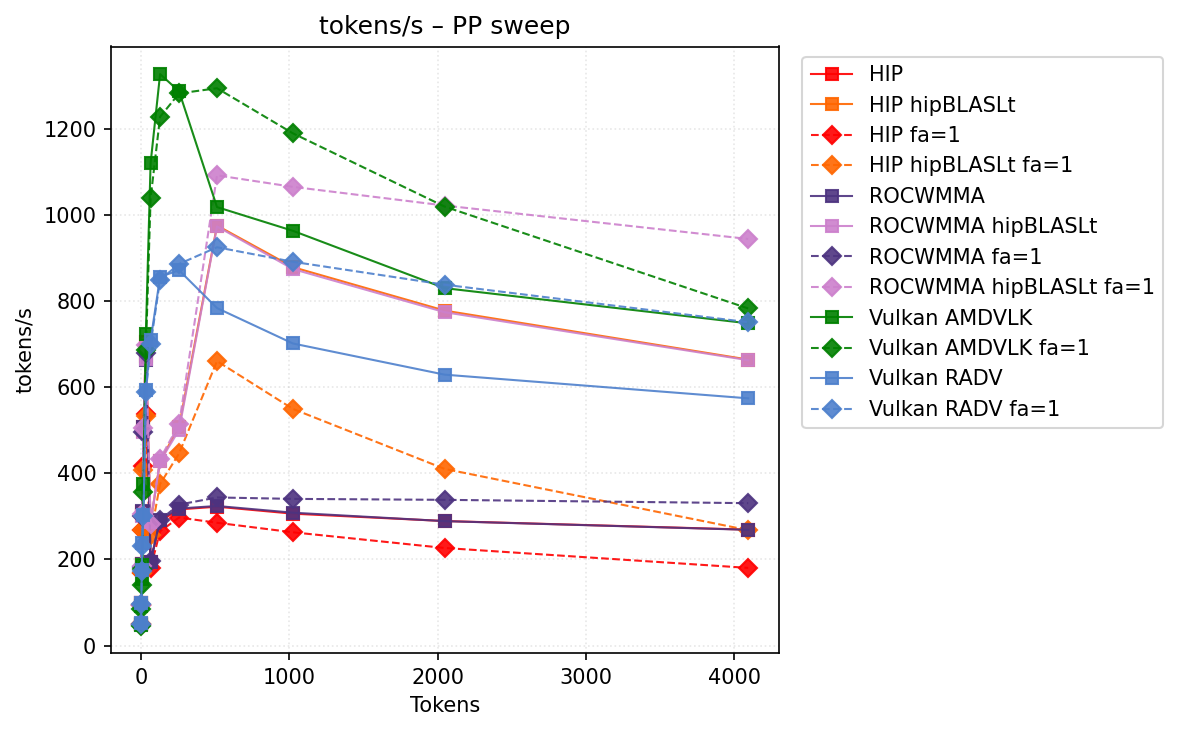 tokens/s – PP sweep
tokens/s
1200
1000
800
600
400
200
0
0 1000 2000 3000 4000
Tokens
HIP
HIP hipBLASLt
HIP fa=1
HIP hipBLASLt fa=1
ROCWMMA
ROCWMMA hipBLASLt
ROCWMMA fa=1
ROCWMMA hipBLASLt fa=1
Vulkan AMDVLK
Vulkan AMDVLK fa=1
Vulkan RADV
Vulkan RADV fa=1